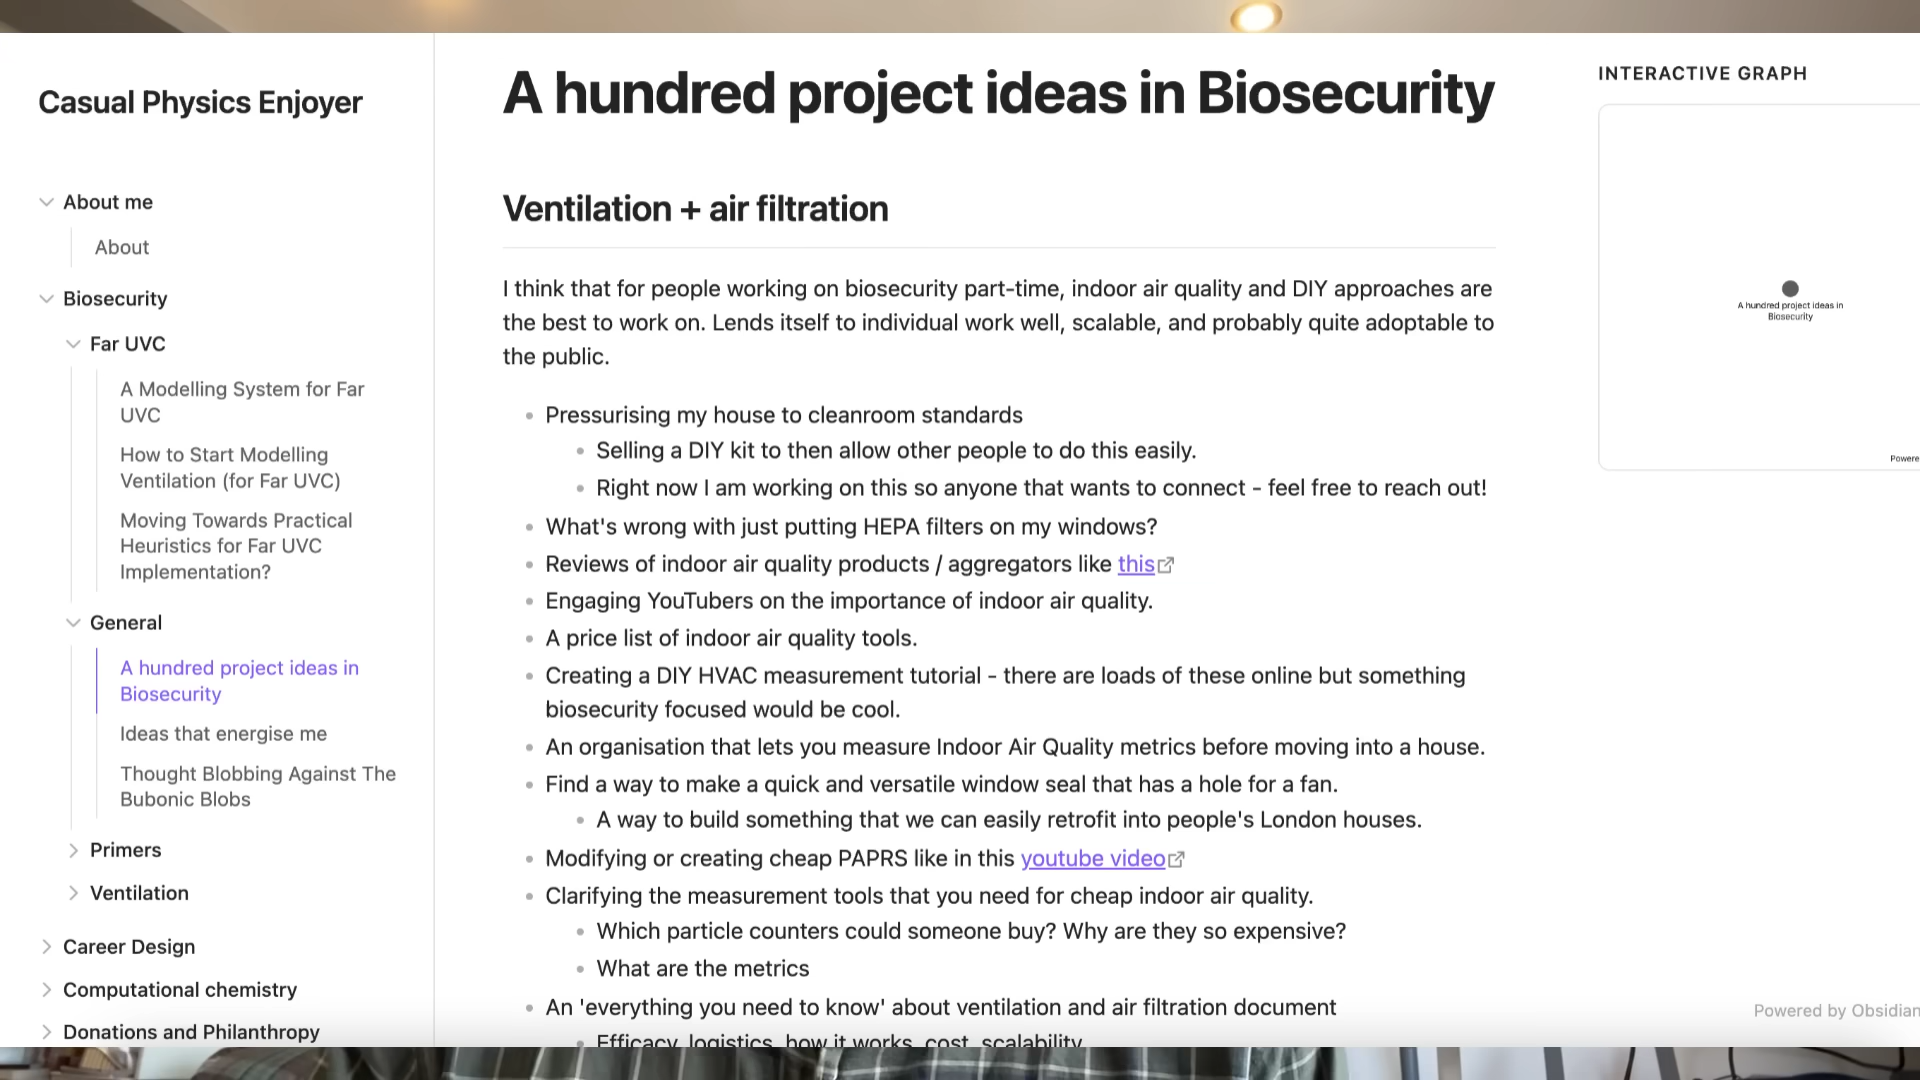 Casual Physics Enjoyer
About me
About
Biosecurity
Far UVC
A Modelling System for Far
UVC
How to Start Modelling
Ventilation (for Far UVC)
Moving Towards Practical
Heuristics for Far UVC
Implementation?
General
A hundred project ideas in
Biosecurity
Ideas that energise me
Thought Blobbing Against The
Bubonic Blobs
Primers
Ventilation
Career Design
Computational chemistry
Donations and Philanthropy
A hundred project ideas in Biosecurity
Ventilation + air filtration
I think that for people working on biosecurity part-time, indoor air quality and DIY approaches are
the best to work on. Lends itself to individual work well, scalable, and probably quite adoptable to
the public.
Pressurising my house to cleanroom standards
Selling a DIY kit to then allow other people to do this easily.
Right now I am working on this so anyone that wants to connect - feel free to reach out!
What's wrong with just putting HEPA filters on my windows?
Reviews of indoor air quality products / aggregators like this
Engaging YouTubers on the importance of indoor air quality.
A price list of indoor air quality tools.
Creating a DIY HVAC measurement tutorial - there are loads of these online but something
biosecurity focused would be cool.
An organisation that lets you measure Indoor Air Quality metrics before moving into a house.
Find a way to make a quick and versatile window seal that has a hole for a fan.
A way to build something that we can easily retrofit into people's London houses.
Modifying or creating cheap PAPRS like in this youtube video
Clarifying the measurement tools that you need for cheap indoor air quality.
Which particle counters could someone buy? Why are they so expensive?
What are the metrics
An 'everything you need to know' about ventilation and air filtration document
Efficacy, logistics, how it works, cost, scalability
INTERACTIVE GRAPH
A hundred project ideas in
Biosecurity
Powere
Powered by Obsidian